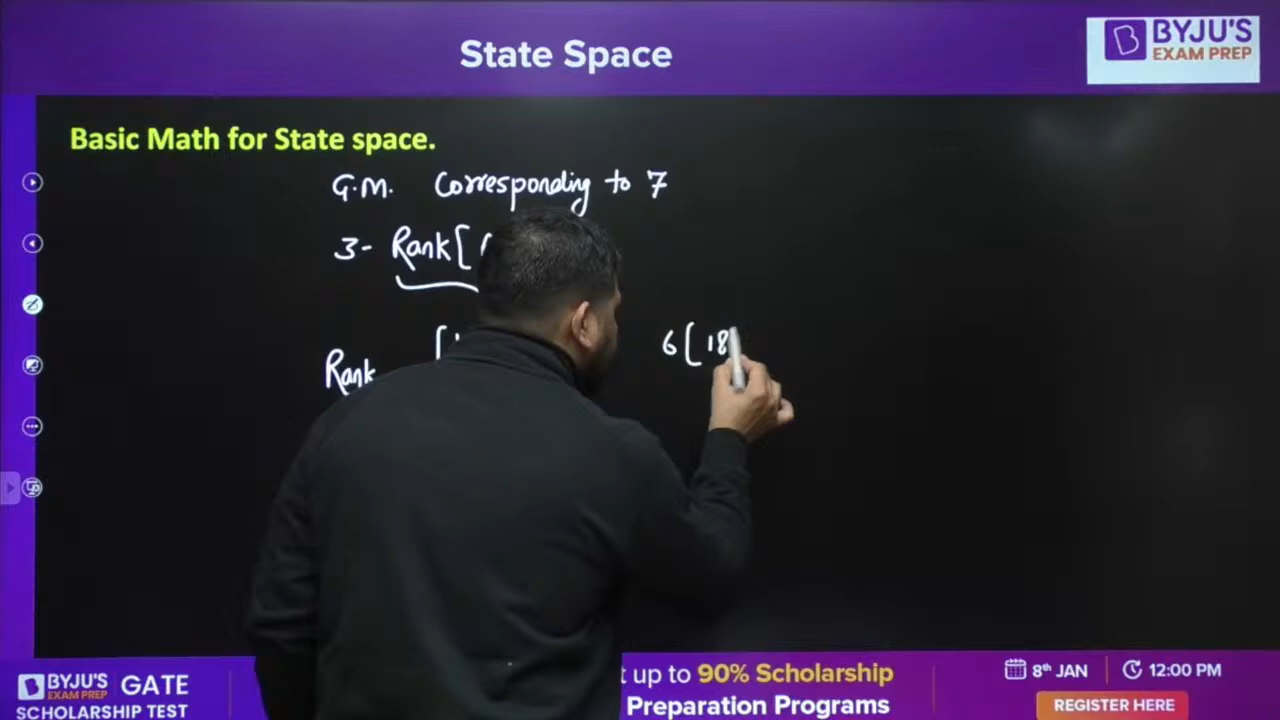 State Space
BYJU'S
EXAM PREP
Basic Math for State space.
G.M. Corresponding to 7
3- Rank [
Rank [
6 [ 18
BYJU'S
EXAM PREP
GATE
SCHOLARSHIP TEST
up to 90% Scholarship
Preparation Programs
8th JAN
12:00 PM
REGISTER HERE